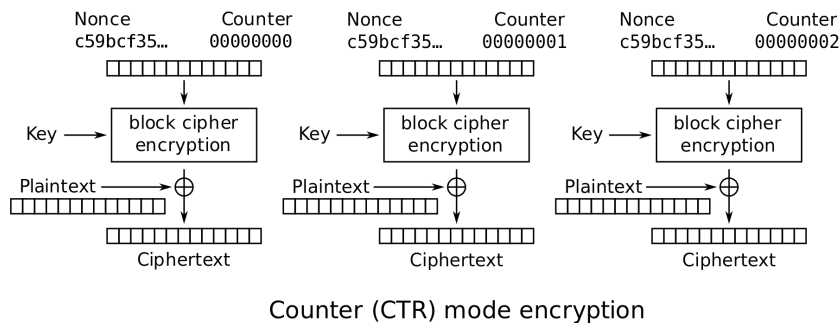 Nonce Counter Nonce Counter Nonce Counter
c59bcf35… 00000000 c59bcf35… 00000001 c59bcf35… 00000002
Key block cipher encryption Key block cipher encryption Key block cipher encryption
Plaintext Plaintext Plaintext
Ciphertext Ciphertext Ciphertext
Counter (CTR) mode encryption